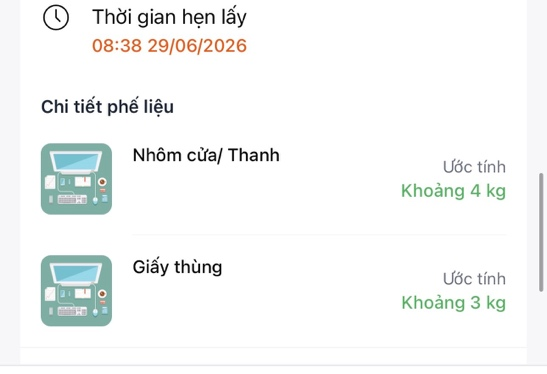 Thời gian hẹn lấy
08:38 29/06/2026
Chi tiết phế liệu
Nhôm cửa/ Thanh
Ước tính
Khoảng 4 kg
Giấy thùng
Ước tính
Khoảng 3 kg